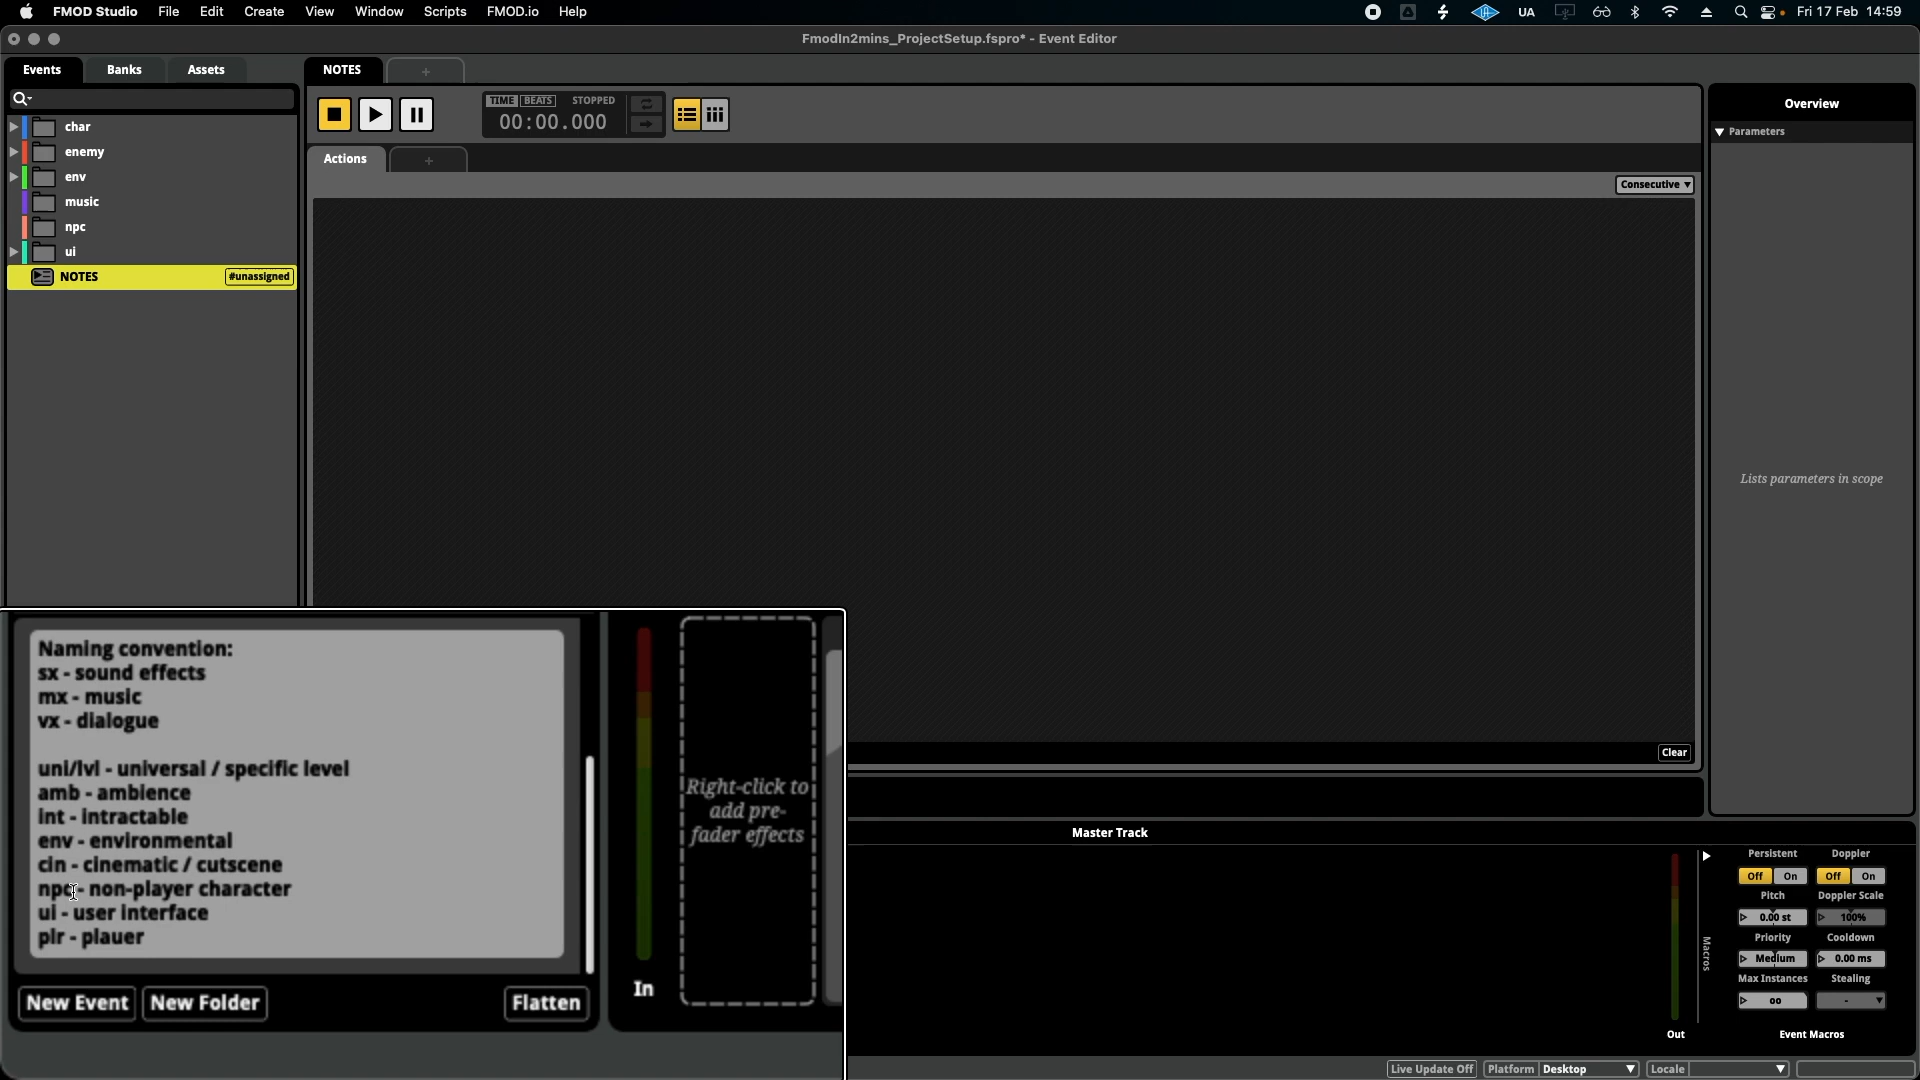 FMOD Studio File Edit Create View Window Scripts FMOD.io Help UA Fri 17 Feb 14:59
FmodIn2mins_ProjectSetup.fspro* - Event Editor
Events Banks Assets
NOTES +
Overview
TIME BEATS STOPPED
00:00.000
Parameters
char
enemy
env
music
npc
ui
NOTES #unassigned
Actions +
Consecutive
Lists parameters in scope
Naming convention:
sx - sound effects
mx - music
vx - dialogue
uni/lvl - universal / specific level
amb - ambience
int - intractable
env - environmental
cin - cinematic / cutscene
npc - non-player character
ui - user interface
plr - plauer
New Event New Folder Flatten
In
Right-click to
add pre-
fader effects
Clear
Master Track
Out
Macros
Persistent Doppler
Off On Off On
Pitch Doppler Scale
0.00 st 100%
Priority Cooldown
Medium 0.00 ms
Max Instances Stealing
oo -
Event Macros
Live Update Off Platform Desktop Locale